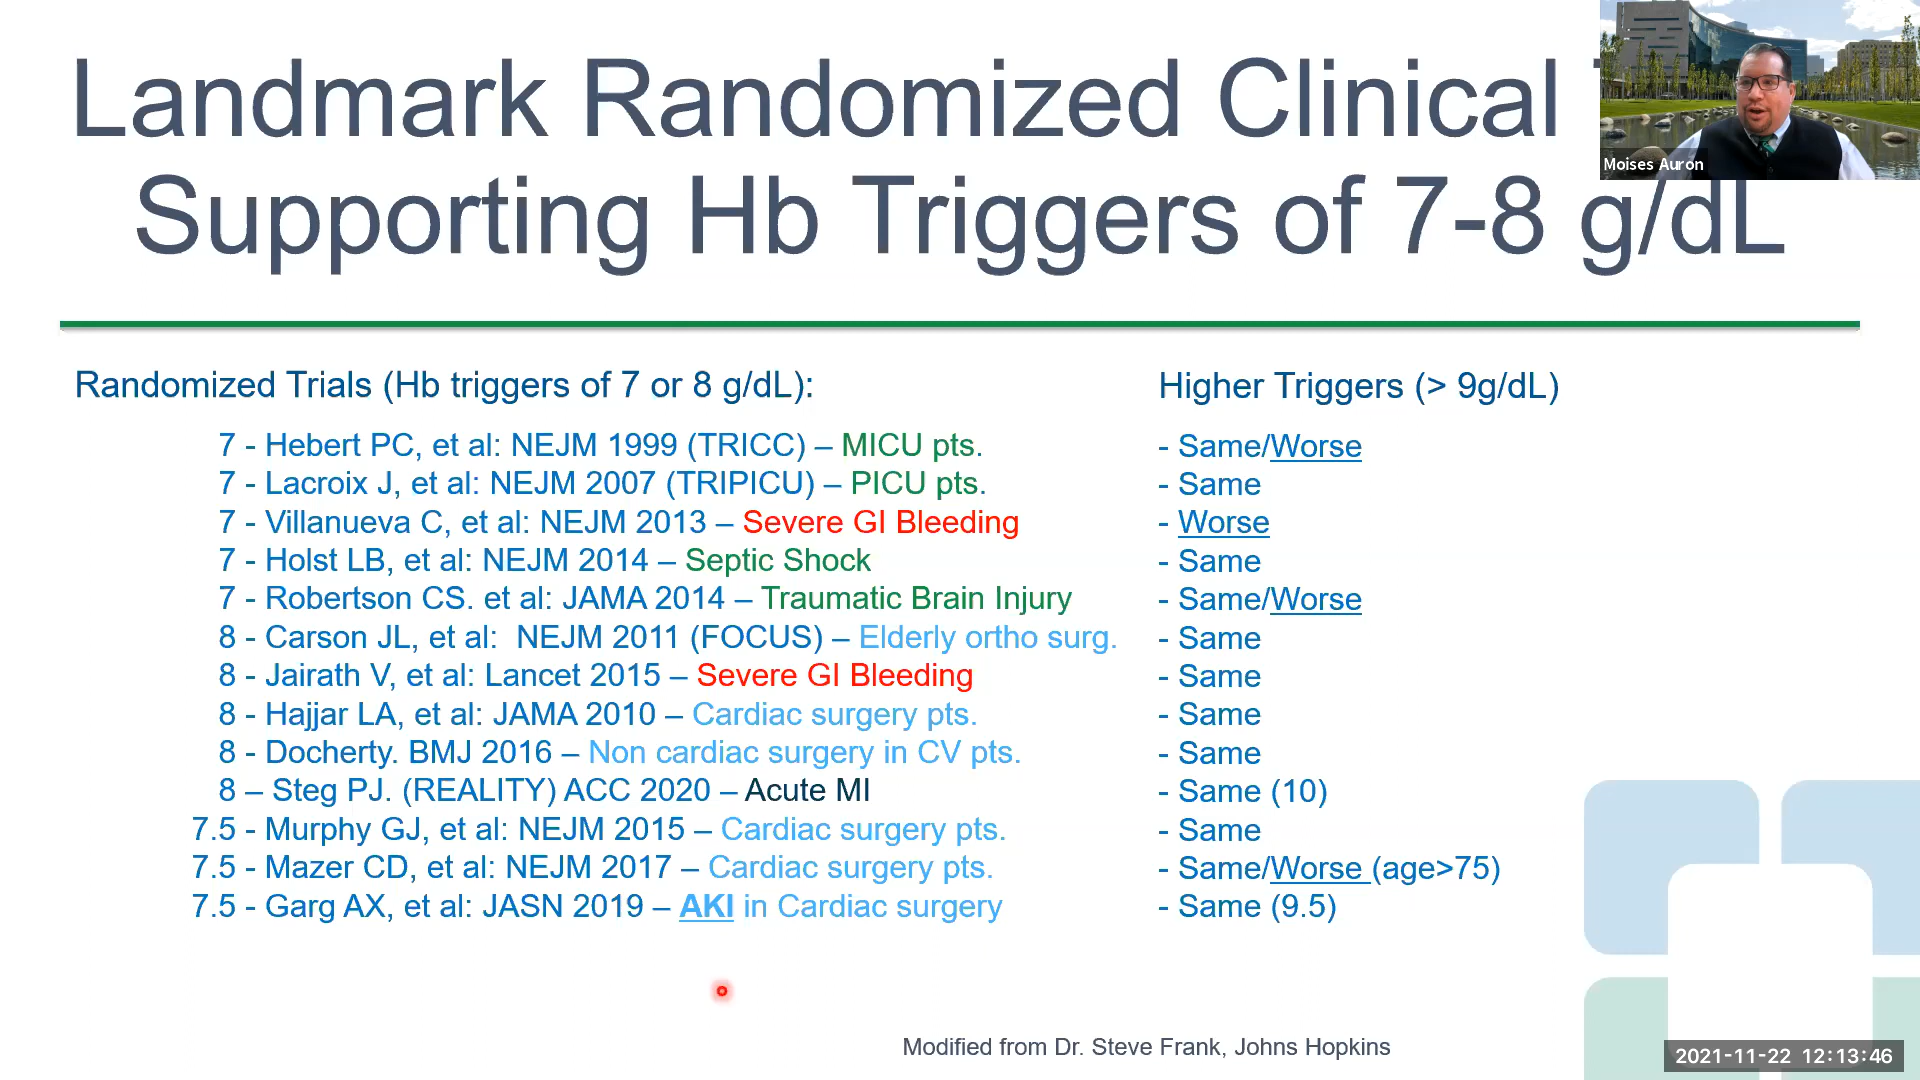 Landmark Randomized Clinical
Supporting Hb Triggers of 7-8 g/dL
Moises Auron
Randomized Trials (Hb triggers of 7 or 8 g/dL):
Higher Triggers (> 9g/dL)
7 - Hebert PC, et al: NEJM 1999 (TRICC) – MICU pts.
- Same/Worse
7 - Lacroix J, et al: NEJM 2007 (TRIPICU) – PICU pts.
- Same
7 - Villanueva C, et al: NEJM 2013 – Severe GI Bleeding
- Worse
7 - Holst LB, et al: NEJM 2014 – Septic Shock
- Same
7 - Robertson CS. et al: JAMA 2014 – Traumatic Brain Injury
- Same/Worse
8 - Carson JL, et al:  NEJM 2011 (FOCUS) – Elderly ortho surg.
- Same
8 - Jairath V, et al: Lancet 2015 – Severe GI Bleeding
- Same
8 - Hajjar LA, et al: JAMA 2010 – Cardiac surgery pts.
- Same
8 - Docherty. BMJ 2016 – Non cardiac surgery in CV pts.
- Same
8 – Steg PJ. (REALITY) ACC 2020 – Acute MI
- Same (10)
7.5 - Murphy GJ, et al: NEJM 2015 – Cardiac surgery pts.
- Same
7.5 - Mazer CD, et al: NEJM 2017 – Cardiac surgery pts.
- Same/Worse (age>75)
7.5 - Garg AX, et al: JASN 2019 – AKI in Cardiac surgery
- Same (9.5)
Modified from Dr. Steve Frank, Johns Hopkins
2021-11-22 12:13:46